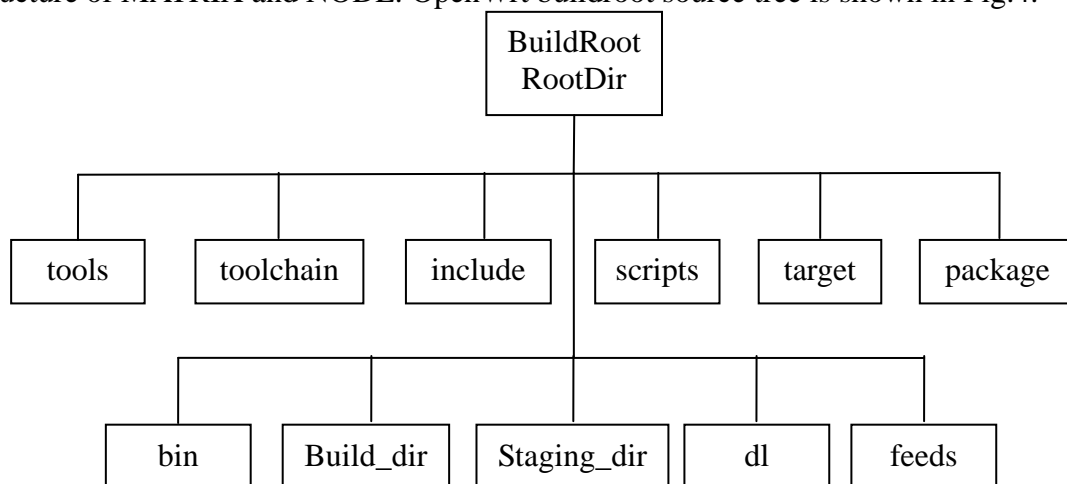 and NODE. OpenWrt buildroot source tree is shown in Fig.4.
BuildRoot
RootDir
tools
toolchain
include
scripts
target
package
bin
Build_dir
Staging_dir
dl
feeds